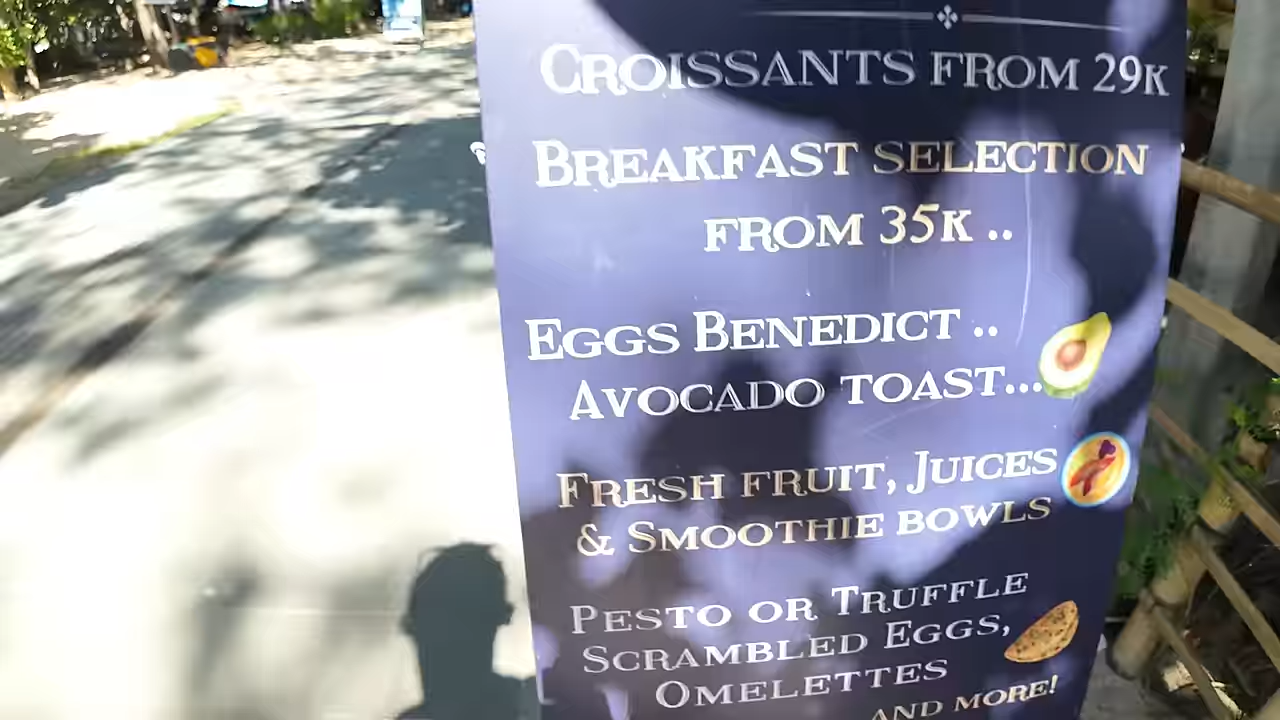 Croissants from 29k
Breakfast selection
from 35k ..
Eggs Benedict ..
Avocado toast...
Fresh fruit, Juices
& Smoothie bowls
Pesto or Truffle
Scrambled Eggs,
Omelettes
and more!